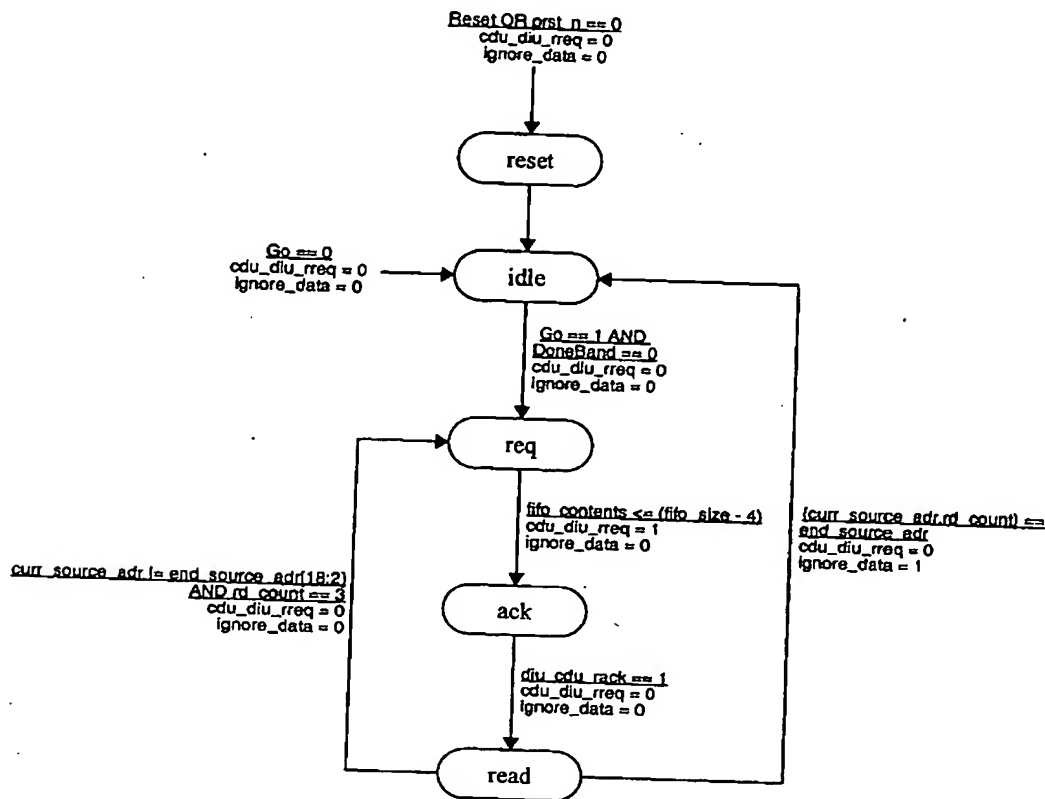 Reset OR prst_n == 0
cdu_diu_rreq = 0
ignore_data = 0
reset
Go == 0
cdu_diu_rreq = 0
ignore_data = 0
idle
Go == 1 AND
DoneBand == 0
cdu_diu_rreq = 0
ignore_data = 0
req
fifo_contents <= (fifo_size - 4)
cdu_diu_rreq = 1
ignore_data = 0
{curr_source_adr,rd_count} ==
end_source_adr
cdu_diu_rreq = 0
ignore_data = 1
curr_source_adr != end_source_adr[18:2]
AND rd_count == 3
cdu_diu_rreq = 0
ignore_data = 0
ack
diu_cdu_rack == 1
cdu_diu_rreq = 0
ignore_data = 0
read